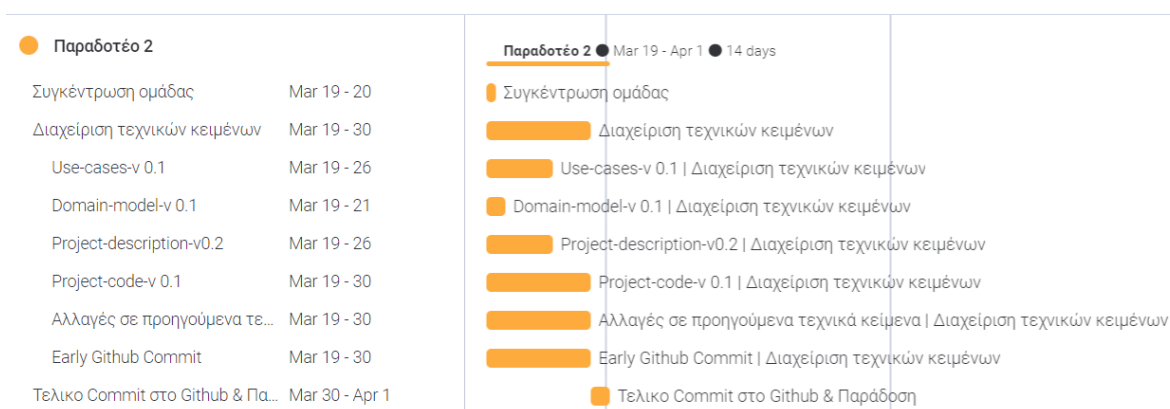 Παραδοτέο 2
Παραδοτέο 2 ● Mar 19 - Apr 1 ● 14 days
Συγκέντρωση ομάδας Mar 19 - 20 Συγκέντρωση ομάδας
Διαχείριση τεχνικών κειμένων Mar 19 - 30 Διαχείριση τεχνικών κειμένων
Use-cases-v 0.1 Mar 19 - 26 Use-cases-v 0.1 | Διαχείριση τεχνικών κειμένων
Domain-model-v 0.1 Mar 19 - 21 Domain-model-v 0.1 | Διαχείριση τεχνικών κειμένων
Project-description-v0.2 Mar 19 - 26 Project-description-v0.2 | Διαχείριση τεχνικών κειμένων
Project-code-v 0.1 Mar 19 - 30 Project-code-v 0.1 | Διαχείριση τεχνικών κειμένων
Αλλαγές σε προηγούμενα τε... Mar 19 - 30 Αλλαγές σε προηγούμενα τεχνικά κείμενα | Διαχείριση τεχνικών κειμένων
Early Github Commit Mar 19 - 30 Early Github Commit | Διαχείριση τεχνικών κειμένων
Τελικο Commit στο Github & Πα... Mar 30 - Apr 1 Τελικο Commit στο Github & Παράδοση